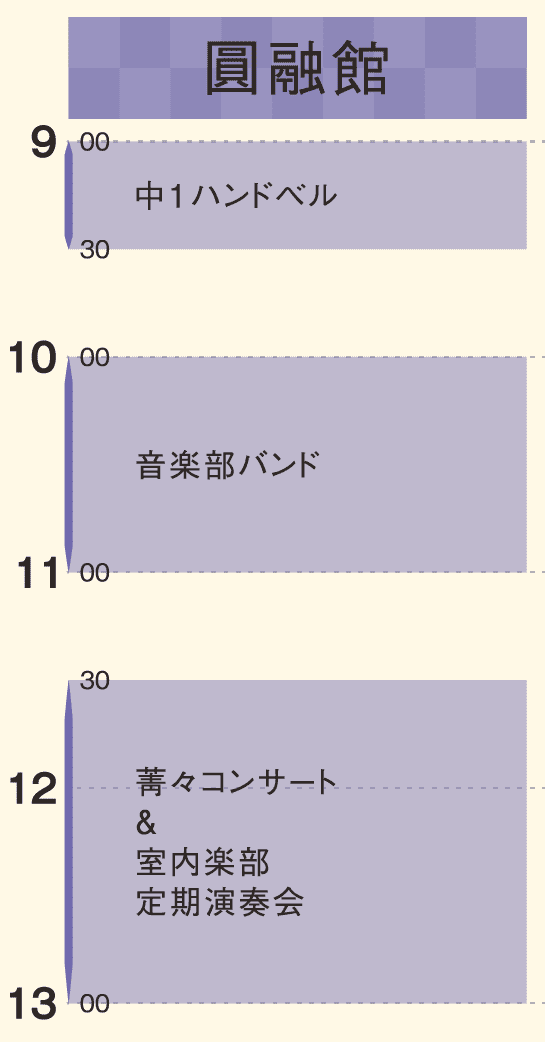 圓融館
9 00
中1ハンドベル
30
10 00
音楽部バンド
11 00
30
12
菁々コンサート
&
室内楽部
定期演奏会
13 00